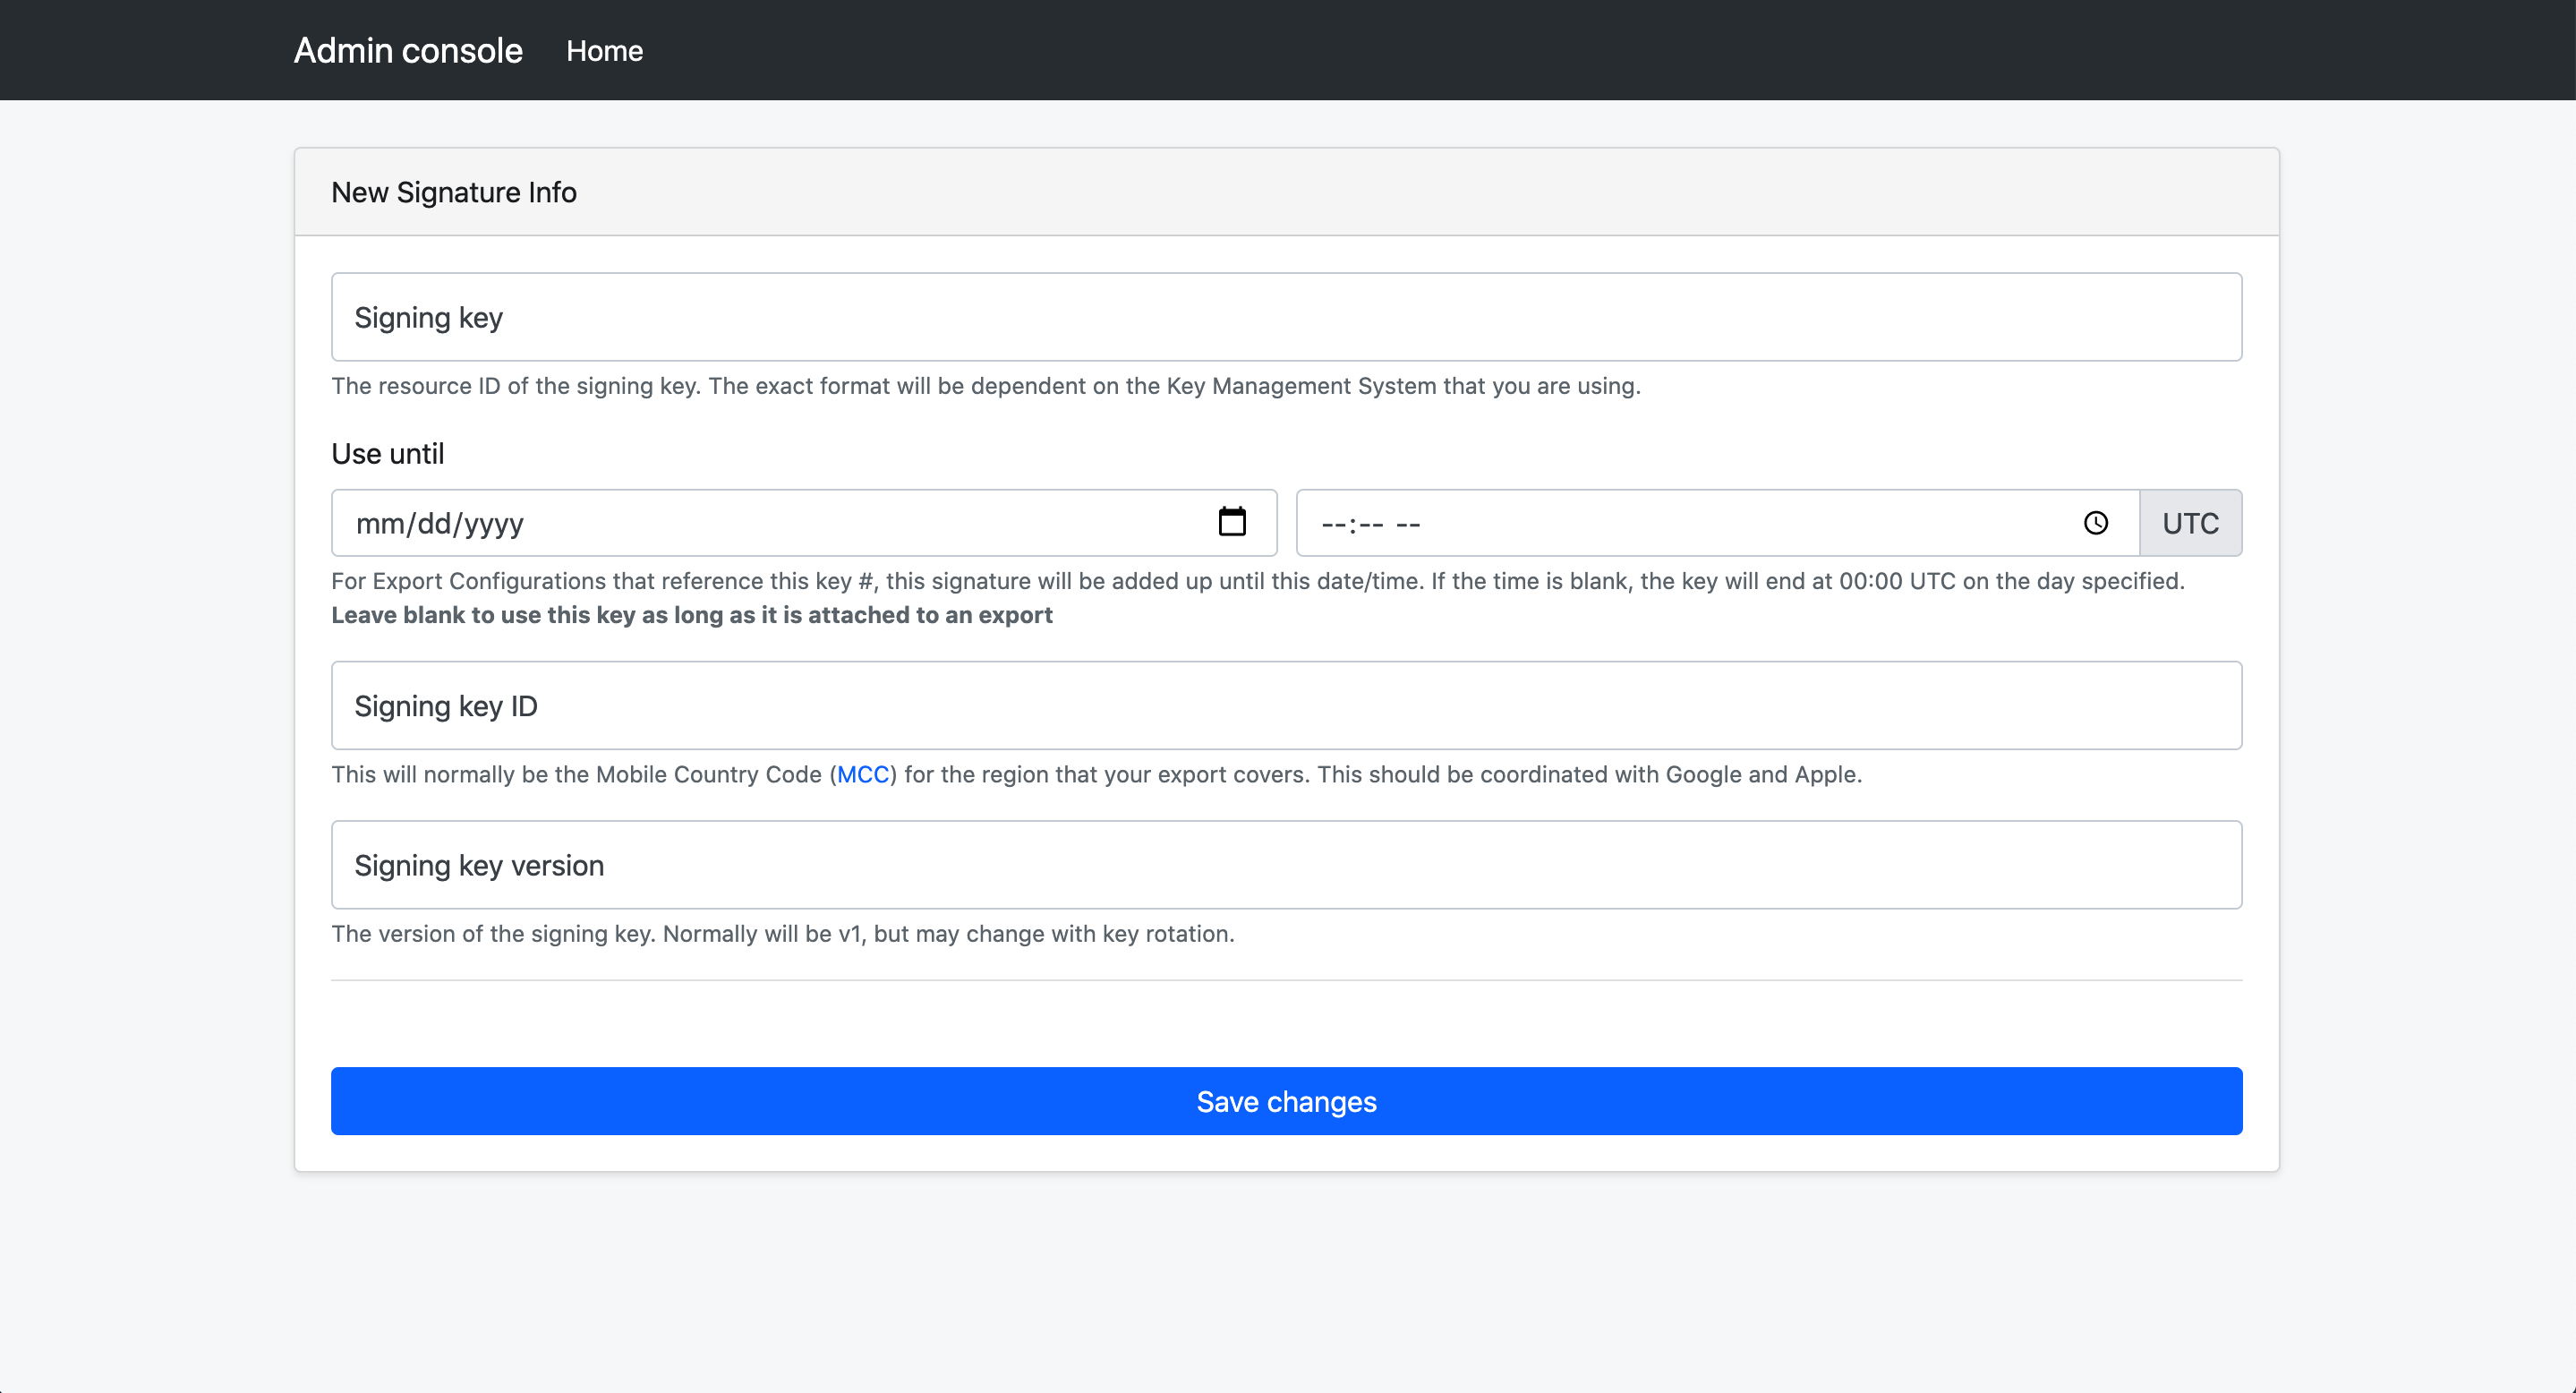 Admin console Home
New Signature Info
Signing key
The resource ID of the signing key. The exact format will be dependent on the Key Management System that you are using.
Use until
mm/dd/yyyy --:-- -- UTC
For Export Configurations that reference this key #, this signature will be added up until this date/time. If the time is blank, the key will end at 00:00 UTC on the day specified.
Leave blank to use this key as long as it is attached to an export
Signing key ID
This will normally be the Mobile Country Code (MCC) for the region that your export covers. This should be coordinated with Google and Apple.
Signing key version
The version of the signing key. Normally will be v1, but may change with key rotation.
Save changes